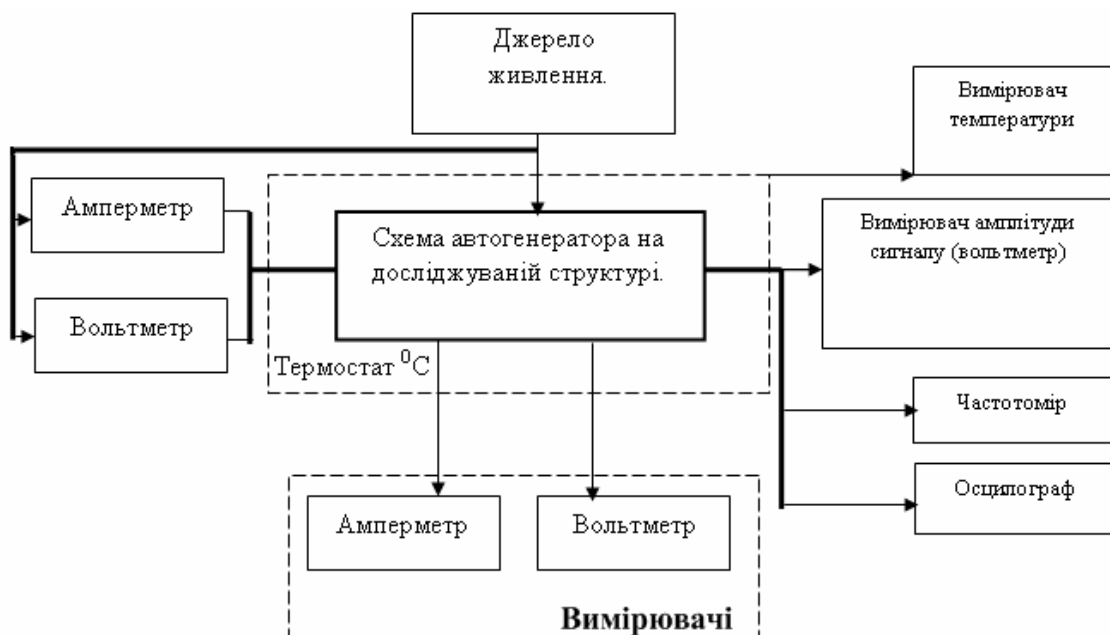 Джерело
живлення.
Вимірювач
температури
Амперметр
Вимірювач амплітуди
сигналу (вольтметр)
Схема автогенератора на
досліджуваній структурі.
Вольтметр
Термостат ⁰С
Частотомір
Осцилограф
Амперметр
Вольтметр
Вимірювачі